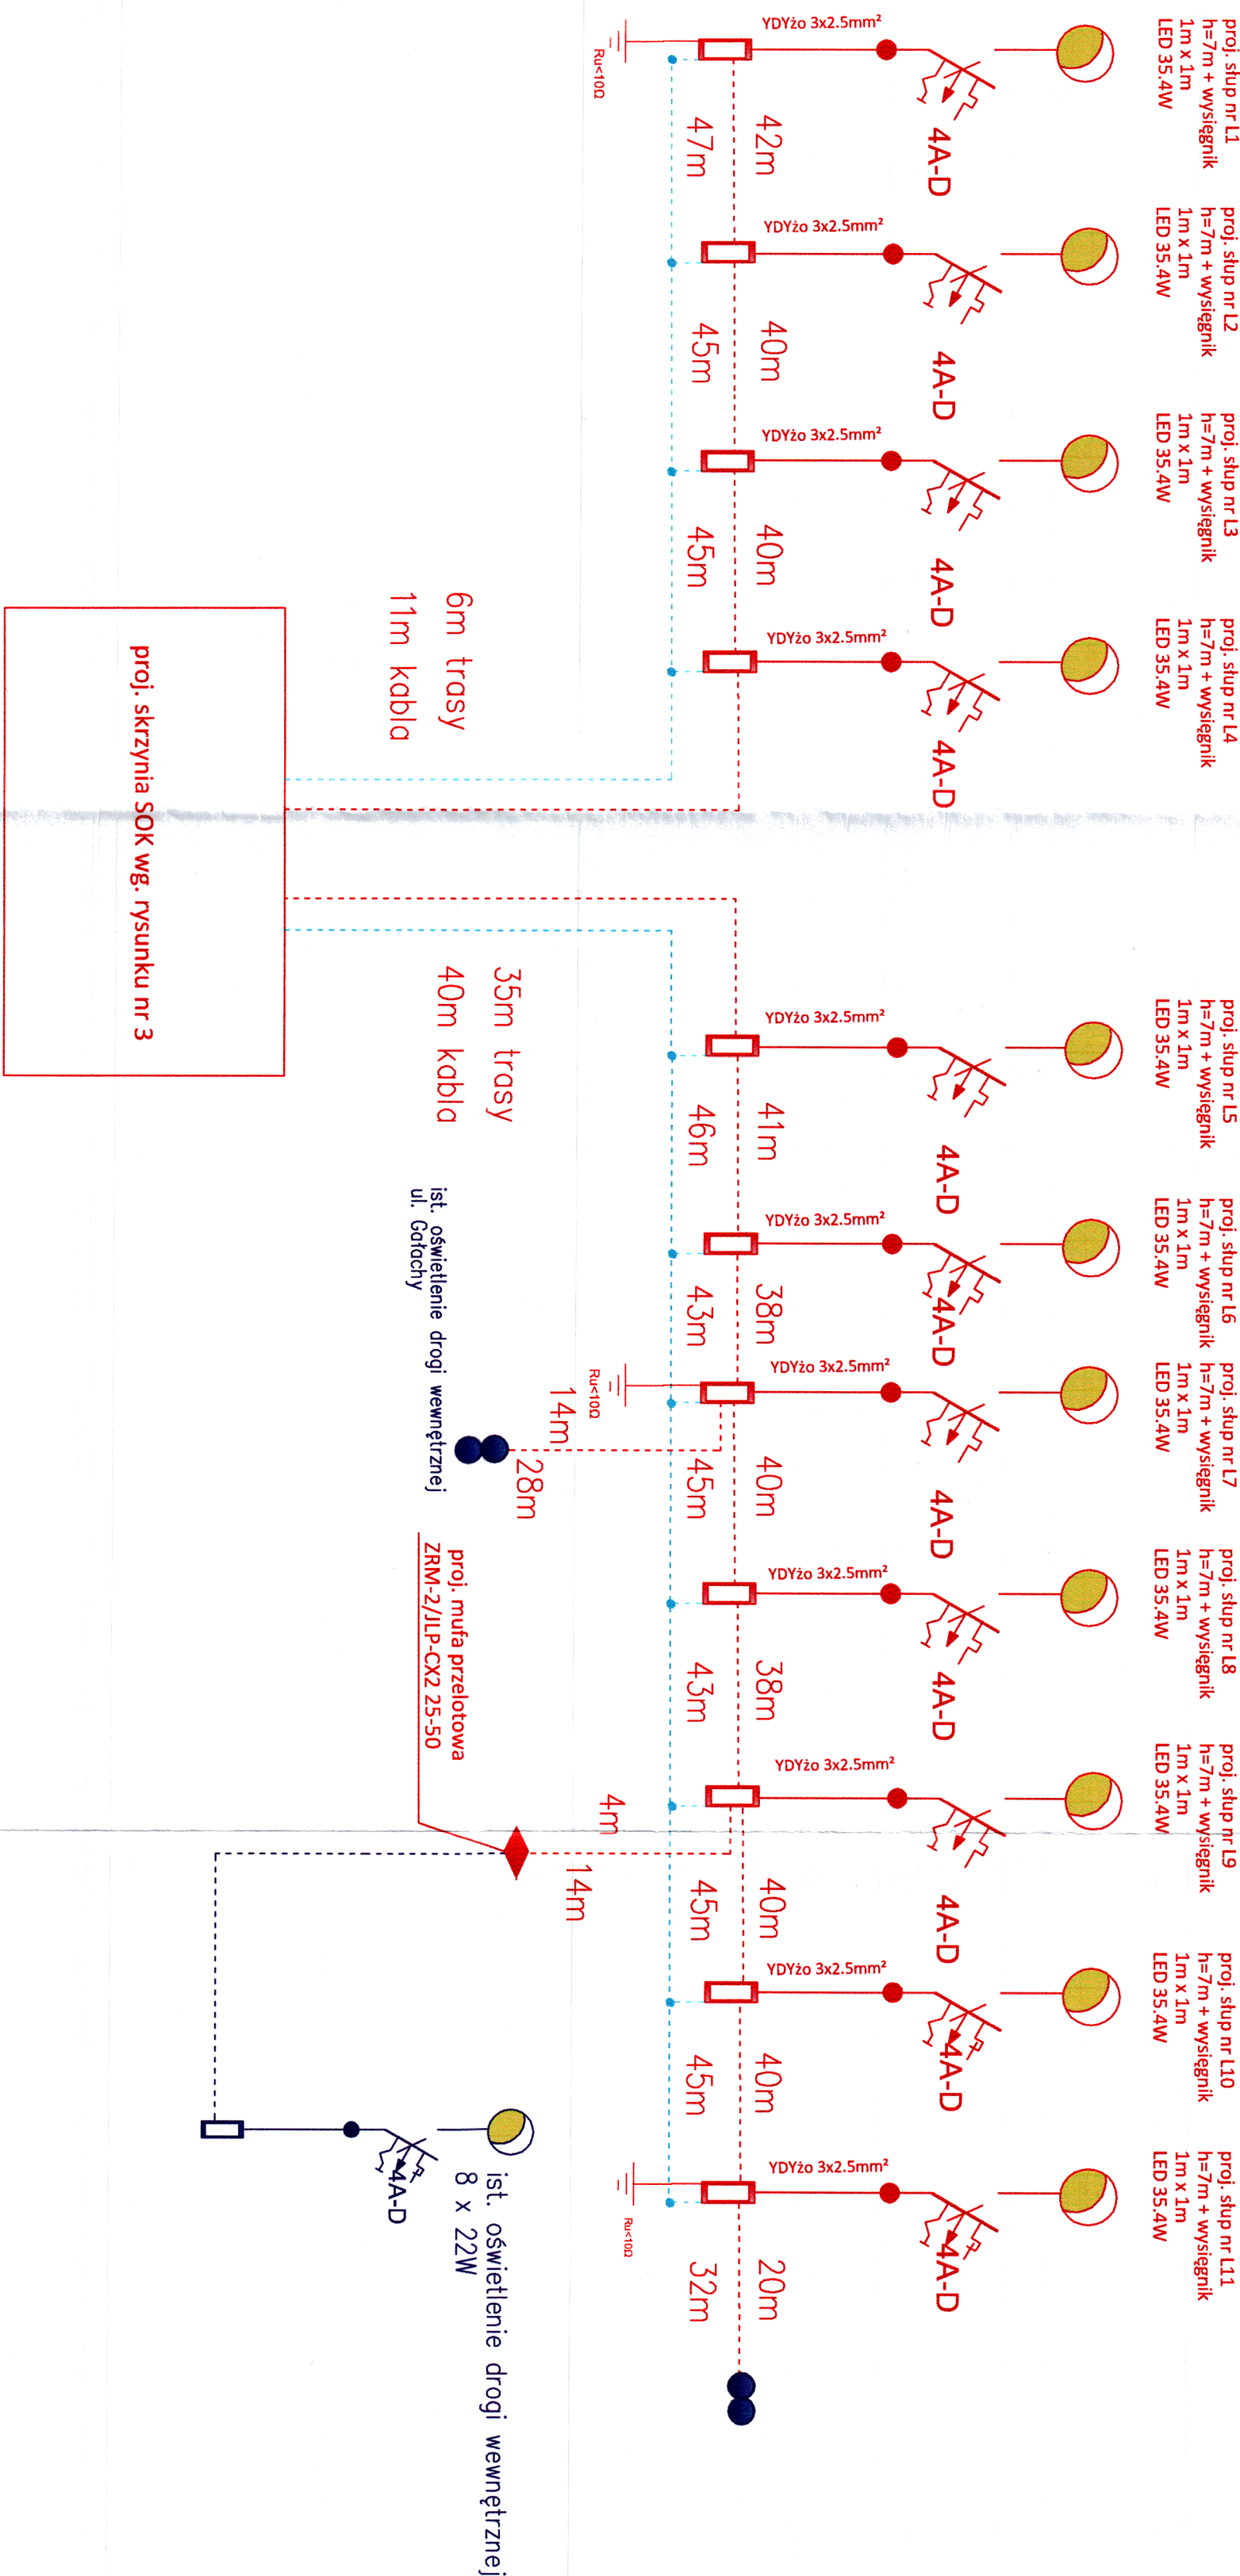 proj. słup nr L1
h=7m + wysięgnik
1m x 1m
LED 35.4W
proj. słup nr L2
h=7m + wysięgnik
1m x 1m
LED 35.4W
proj. słup nr L3
h=7m + wysięgnik
1m x 1m
LED 35.4W
proj. słup nr L4
h=7m + wysięgnik
1m x 1m
LED 35.4W
proj. słup nr L5
h=7m + wysięgnik
1m x 1m
LED 35.4W
proj. słup nr L6
h=7m + wysięgnik
1m x 1m
LED 35.4W
proj. słup nr L7
h=7m + wysięgnik
1m x 1m
LED 35.4W
proj. słup nr L8
h=7m + wysięgnik
1m x 1m
LED 35.4W
proj. słup nr L9
h=7m + wysięgnik
1m x 1m
LED 35.4W
proj. słup nr L10
h=7m + wysięgnik
1m x 1m
LED 35.4W
proj. słup nr L11
h=7m + wysięgnik
1m x 1m
LED 35.4W
4A-D
4A-D
4A-D
4A-D
4A-D
4A-D
4A-D
4A-D
4A-D
4A-D
4A-D
YDYżo 3x2.5mm²
YDYżo 3x2.5mm²
YDYżo 3x2.5mm²
YDYżo 3x2.5mm²
YDYżo 3x2.5mm²
YDYżo 3x2.5mm²
YDYżo 3x2.5mm²
YDYżo 3x2.5mm²
YDYżo 3x2.5mm²
YDYżo 3x2.5mm²
YDYżo 3x2.5mm²
42m
40m
40m
41m
38m
40m
38m
40m
40m
20m
47m
45m
45m
46m
43m
45m
43m
45m
45m
32m
Ru<10Ω
Ru<10Ω
Ru<10Ω
6m trasy
11m kabla
35m trasy
40m kabla
14m
28m
4m
14m
ist. oświetlenie drogi wewnętrznej
ul. Gałachy
proj. mufa przelotowa
ZRM-2/JLP-CX2 25-50
4A-D
ist. oświetlenie drogi wewnętrznej
8 x 22W
proj. skrzynia SOK wg. rysunku nr 3